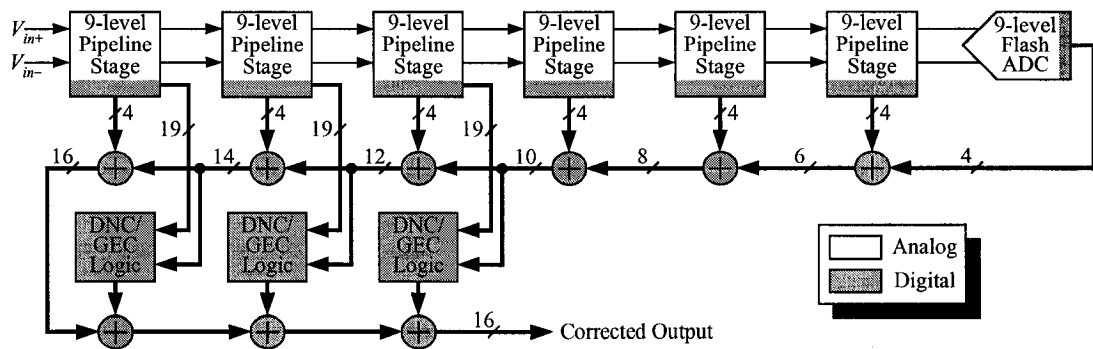 V_in+
V_in−
9-level
Pipeline
Stage
9-level
Pipeline
Stage
9-level
Pipeline
Stage
9-level
Pipeline
Stage
9-level
Pipeline
Stage
9-level
Pipeline
Stage
9-level
Flash
ADC
4
19
4
19
4
19
4
4
4
16
14
12
10
8
6
4
DNC/
GEC
Logic
DNC/
GEC
Logic
DNC/
GEC
Logic
Analog
Digital
16
Corrected Output